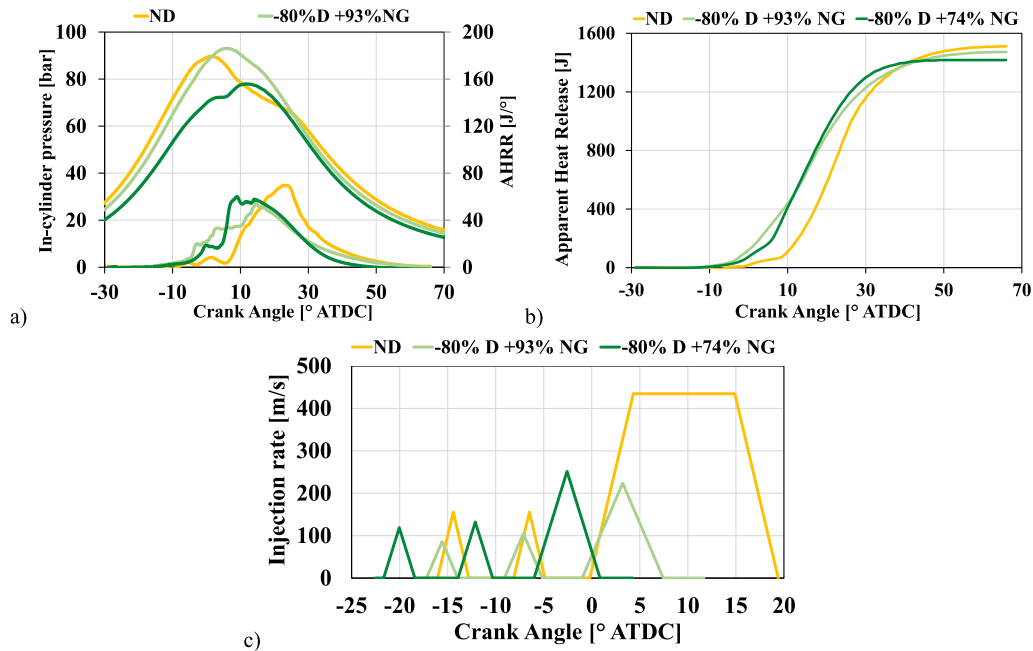 ND
-80%D +93%NG
100
80
60
40
20
0
In-cylinder pressure [bar]
200
160
120
80
40
0
AHRR [J/°]
-30
-10
10
30
50
70
Crank Angle [° ATDC]
a)
ND
-80% D +93% NG
-80% D +74% NG
1600
1200
800
400
0
Apparent Heat Release [J]
-30
-10
10
30
50
70
Crank Angle [° ATDC]
b)
ND
-80% D +93% NG
-80% D +74% NG
500
400
300
200
100
0
Injection rate [m/s]
-25
-20
-15
-10
-5
0
5
10
15
20
Crank Angle [° ATDC]
c)